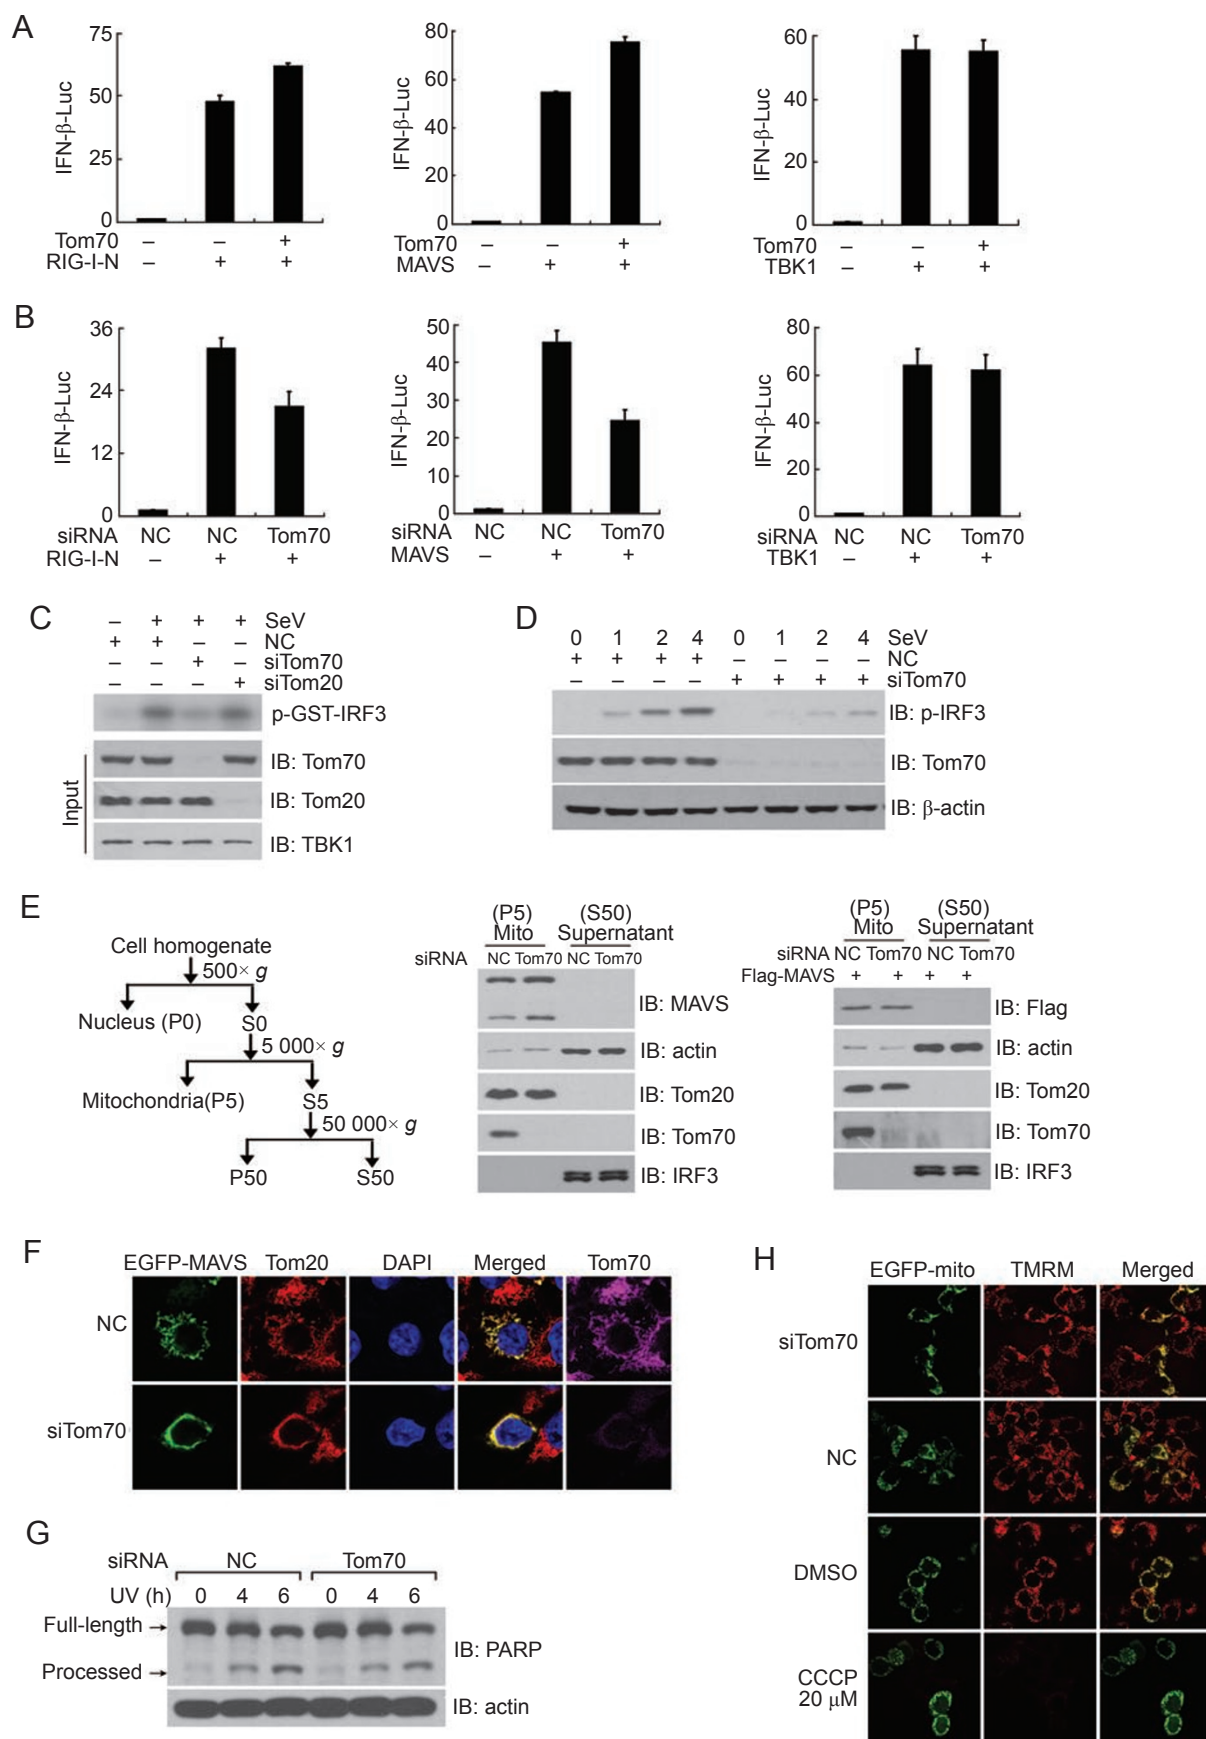 A
IFN-β-Luc
75
50
25
0
Tom70 – – +
RIG-I-N – + +
IFN-β-Luc
80
60
40
20
0
Tom70 – – +
MAVS – + +
IFN-β-Luc
60
40
20
0
Tom70 – – +
TBK1 – + +
B
IFN-β-Luc
36
24
12
0
siRNA NC NC Tom70
RIG-I-N – + +
IFN-β-Luc
50
40
30
20
10
0
siRNA NC NC Tom70
MAVS – + +
IFN-β-Luc
80
60
40
20
0
siRNA NC NC Tom70
TBK1 – + +
C
– + + + SeV
+ + – – NC
– – + – siTom70
– – – + siTom20
p-GST-IRF3
Input
IB: Tom70
IB: Tom20
IB: TBK1
D
0 1 2 4 0 1 2 4 SeV
+ + + + – – – – NC
– – – – + + + + siTom70
IB: p-IRF3
IB: Tom70
IB: β-actin
E
Cell homogenate
500× g
Nucleus (P0) S0
5 000× g
Mitochondria(P5) S5
50 000× g
P50 S50
(P5) (S50)
Mito Supernatant
siRNA NC Tom70 NC Tom70
IB: MAVS
IB: actin
IB: Tom20
IB: Tom70
IB: IRF3
(P5) (S50)
Mito Supernatant
siRNA NC Tom70 NC Tom70
Flag-MAVS + + + +
IB: Flag
IB: actin
IB: Tom20
IB: Tom70
IB: IRF3
F
EGFP-MAVS Tom20 DAPI Merged Tom70
NC
siTom70
G
siRNA NC Tom70
UV (h) 0 4 6 0 4 6
Full-length
Processed
IB: PARP
IB: actin
H
EGFP-mito TMRM Merged
siTom70
NC
DMSO
CCCP
20 μM